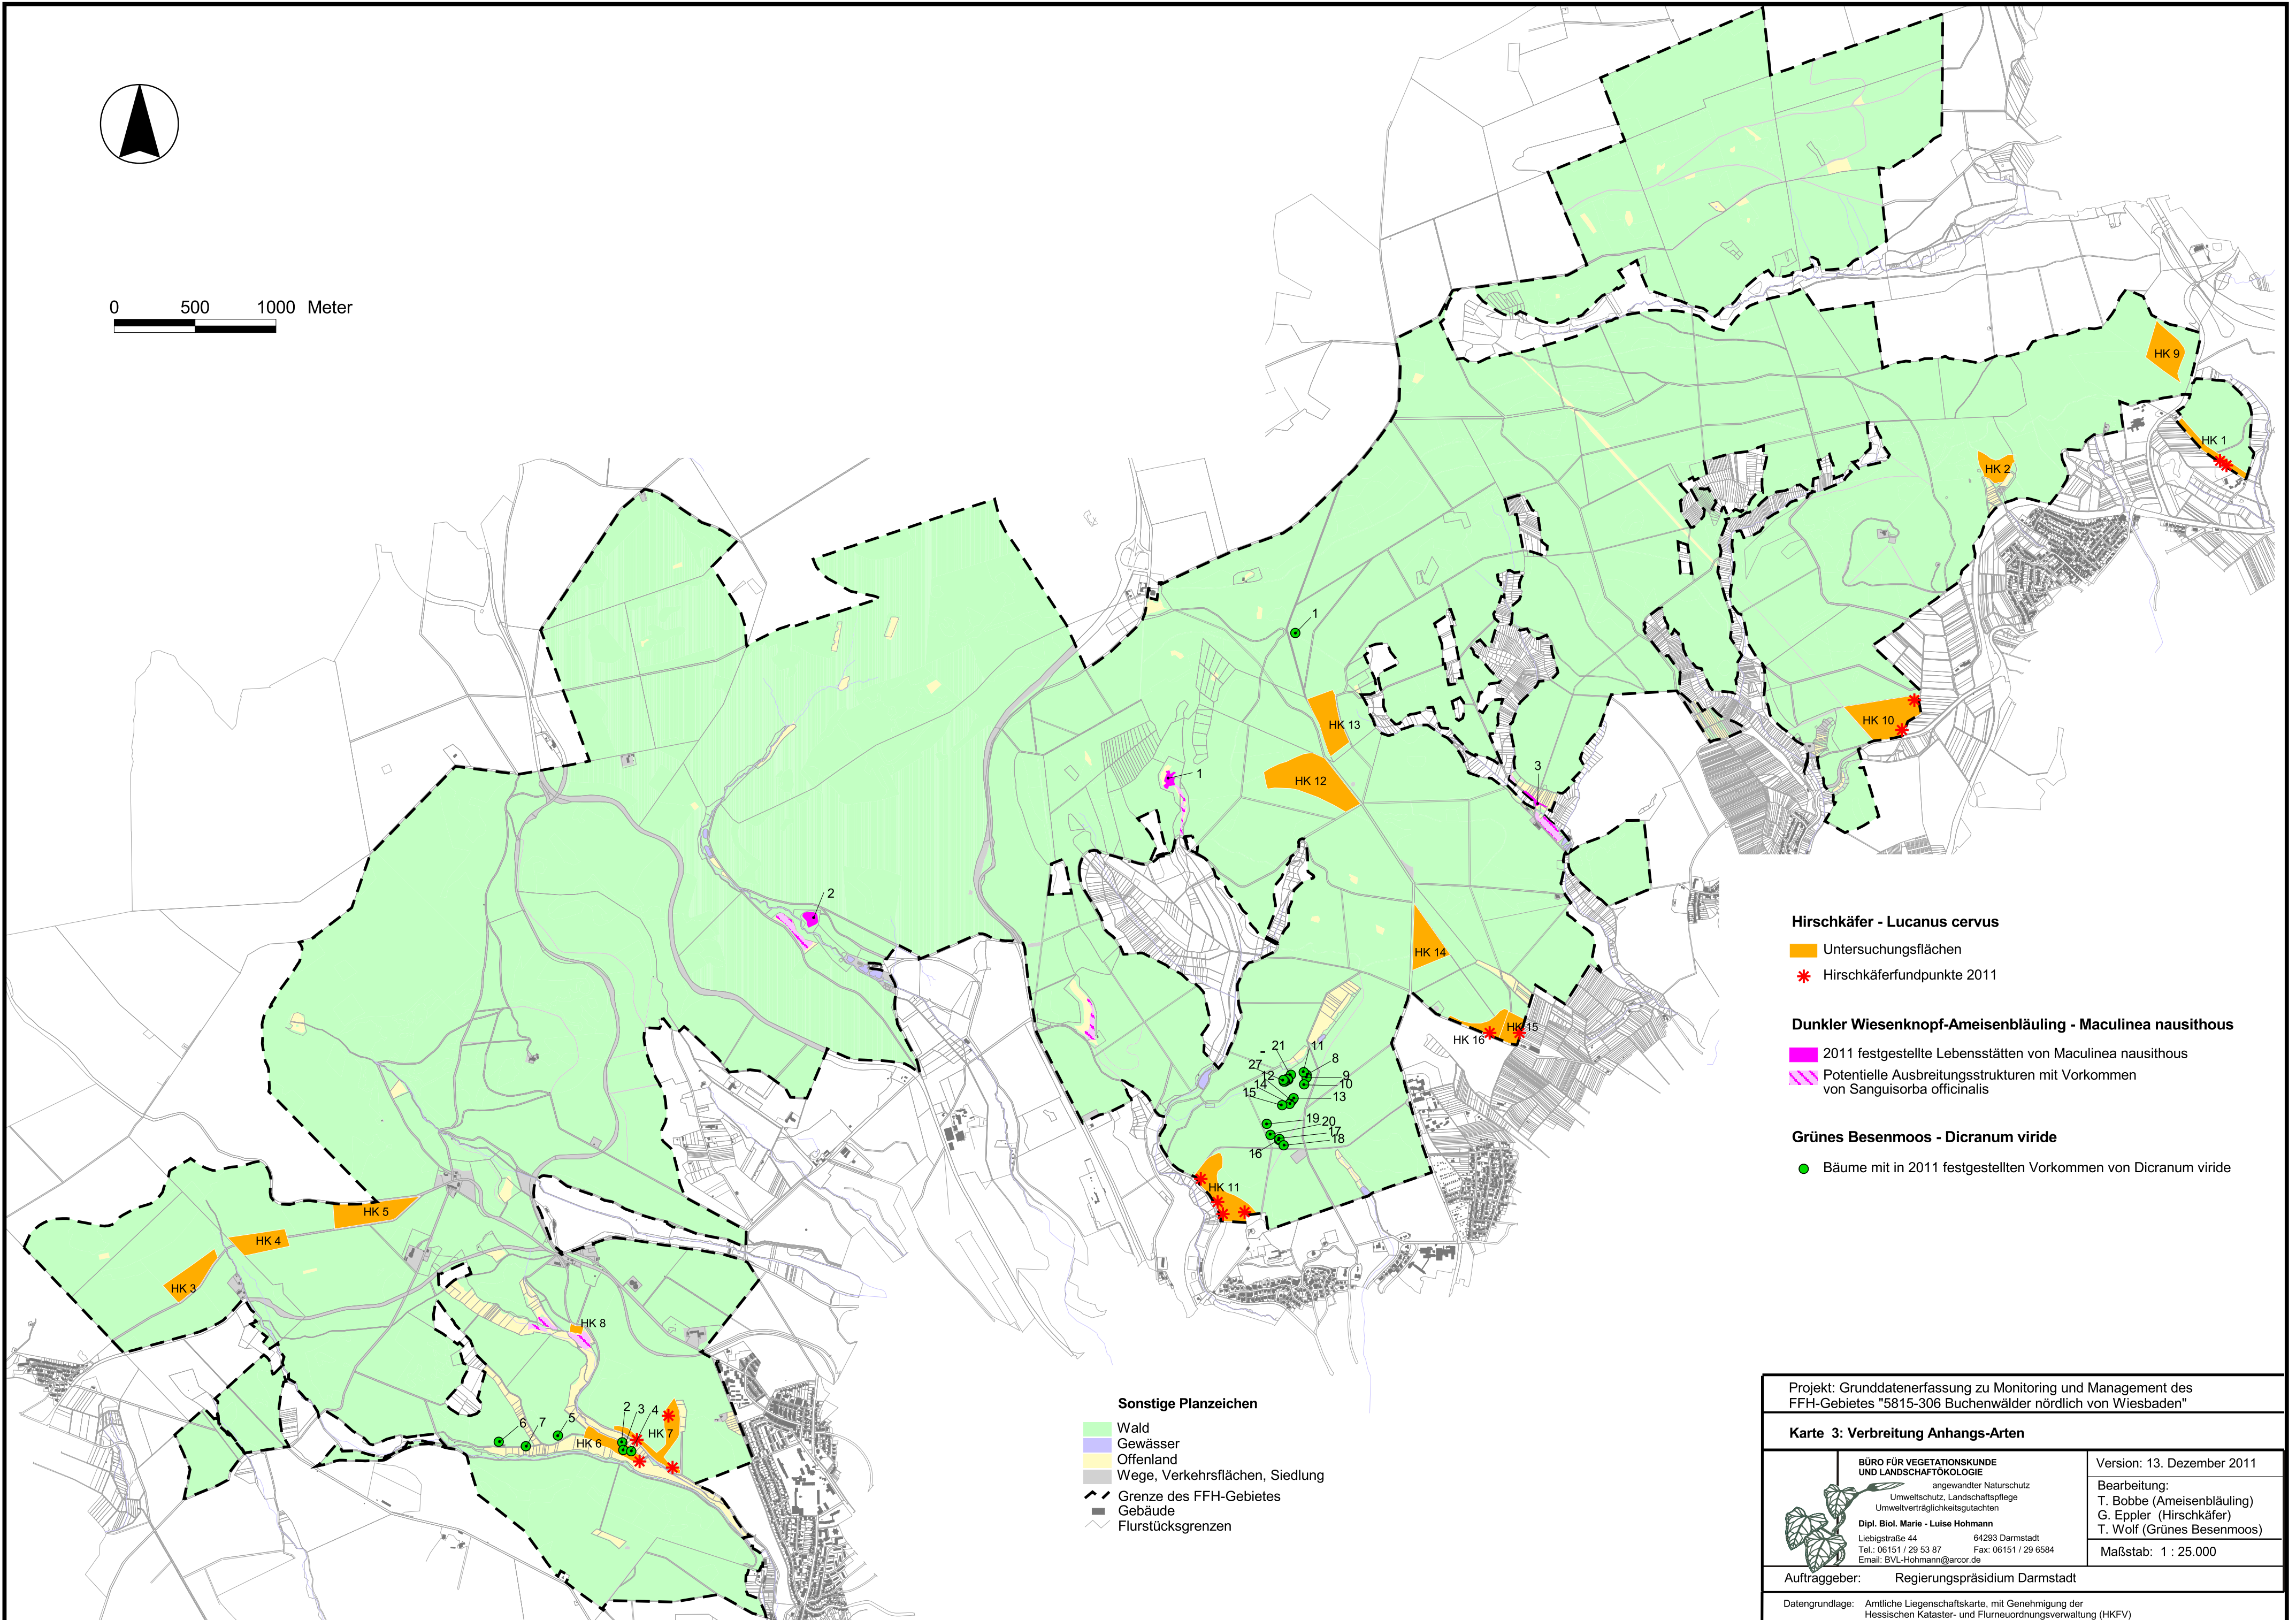 0 500 1000 Meter
HK 9
HK 1
HK 2
1
HK 13
HK 10
HK 12
1
3
2
HK 14
HK 15
HK 16
21
11
-
8
27
12
9
14
10
15
13
19
20
17
18
16
HK 11
HK 5
HK 4
HK 3
HK 8
2
3
4
5
6
7
HK 7
HK 6
Hirschkäfer - Lucanus cervus
Untersuchungsflächen
Hirschkäferfundpunkte 2011
Dunkler Wiesenknopf-Ameisenbläuling - Maculinea nausithous
2011 festgestellte Lebensstätten von Maculinea nausithous
Potentielle Ausbreitungsstrukturen mit Vorkommen
von Sanguisorba officinalis
Grünes Besenmoos - Dicranum viride
Bäume mit in 2011 festgestellten Vorkommen von Dicranum viride
Sonstige Planzeichen
Wald
Gewässer
Offenland
Wege, Verkehrsflächen, Siedlung
Grenze des FFH-Gebietes
Gebäude
Flurstücksgrenzen
Projekt: Grunddatenerfassung zu Monitoring und Management des
FFH-Gebietes "5815-306 Buchenwälder nördlich von Wiesbaden"
Karte 3: Verbreitung Anhangs-Arten
BÜRO FÜR VEGETATIONSKUNDE
UND LANDSCHAFTÖKOLOGIE
angewandter Naturschutz
Umweltschutz, Landschaftspflege
Umweltverträglichkeitsgutachten
Dipl. Biol. Marie - Luise Hohmann
Liebigstraße 44 64293 Darmstadt
Tel.: 06151 / 29 53 87 Fax: 06151 / 29 6584
Email: BVL-Hohmann@arcor.de
Version: 13. Dezember 2011
Bearbeitung:
T. Bobbe (Ameisenbläuling)
G. Eppler (Hirschkäfer)
T. Wolf (Grünes Besenmoos)
Maßstab: 1 : 25.000
Auftraggeber: Regierungspräsidium Darmstadt
Datengrundlage: Amtliche Liegenschaftskarte, mit Genehmigung der
Hessischen Kataster- und Flurneuordnungsverwaltung (HKFV)